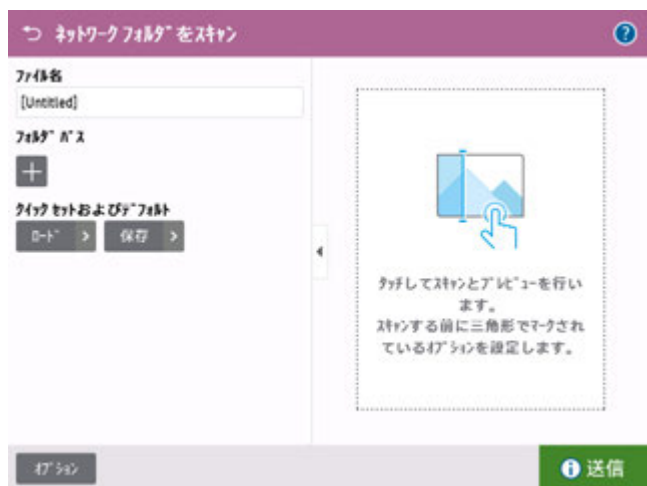 ﾈｯﾄﾜｰｸ ﾌｫﾙﾀﾞをｽｷｬﾝ
?
ﾌｧｲﾙ名
[Untitled]
ﾌｫﾙﾀﾞ ﾊﾟｽ
ｸｲｯｸ ｾｯﾄおよびﾃﾞﾌｫﾙﾄ
ﾛｰﾄﾞ >
保存 >
ﾀｯﾁしてｽｷｬﾝとﾌﾟﾚﾋﾞｭｰを行い
ます。
ｽｷｬﾝする前に三角形でﾏｰｸされ
ているｵﾌﾟｼｮﾝを設定します。
ｵﾌﾟｼｮﾝ
送信